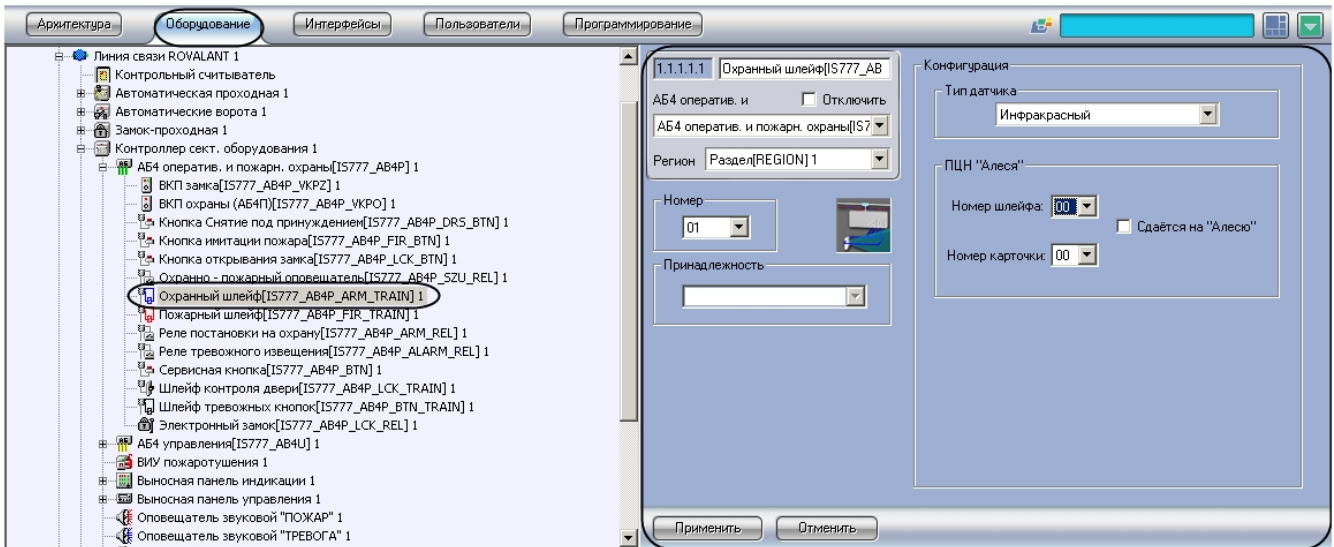 Архитектура
Оборудование
Интерфейсы
Пользователи
Программирование
Линия связи ROVALANT 1
Контрольный считыватель
Автоматическая проходная 1
Автоматические ворота 1
Замок-проходная 1
Контроллер сект. оборудования 1
АБ4 оператив. и пожарн. охраны[IS777_AB4P] 1
ВКП замка[IS777_AB4P_VKPZ] 1
ВКП охраны (АБ4П)[IS777_AB4P_VKPO] 1
Кнопка Снятие под принуждением[IS777_AB4P_DRS_BTN] 1
Кнопка имитации пожара[IS777_AB4P_FIR_BTN] 1
Кнопка открывания замка[IS777_AB4P_LCK_BTN] 1
Охранно - пожарный оповещатель[IS777_AB4P_SZU_REL] 1
Охранный шлейф[IS777_AB4P_ARM_TRAIN] 1
Пожарный шлейф[IS777_AB4P_FIR_TRAIN] 1
Реле постановки на охрану[IS777_AB4P_ARM_REL] 1
Реле тревожного извещения[IS777_AB4P_ALARM_REL] 1
Сервисная кнопка[IS777_AB4P_BTN] 1
Шлейф контроля двери[IS777_AB4P_LCK_TRAIN] 1
Шлейф тревожных кнопок[IS777_AB4P_BTN_TRAIN] 1
Электронный замок[IS777_AB4P_LCK_REL] 1
АБ4 управления[IS777_AB4U] 1
ВИУ пожаротушения 1
Выносная панель индикации 1
Выносная панель управления 1
Оповещатель звуковой "ПОЖАР" 1
Оповещатель звуковой "ТРЕВОГА" 1
1.1.1.1.1 Охранный шлейф[IS777_AB
АБ4 оператив. и Отключить
АБ4 оператив. и пожарн. охраны[IS7
Регион Раздел[REGION] 1
Номер
01
Принадлежность
Конфигурация
Тип датчика
Инфракрасный
ПЦН "Алеся"
Номер шлейфа: 00
Сдаётся на "Алесю"
Номер карточки: 00
Применить
Отменить